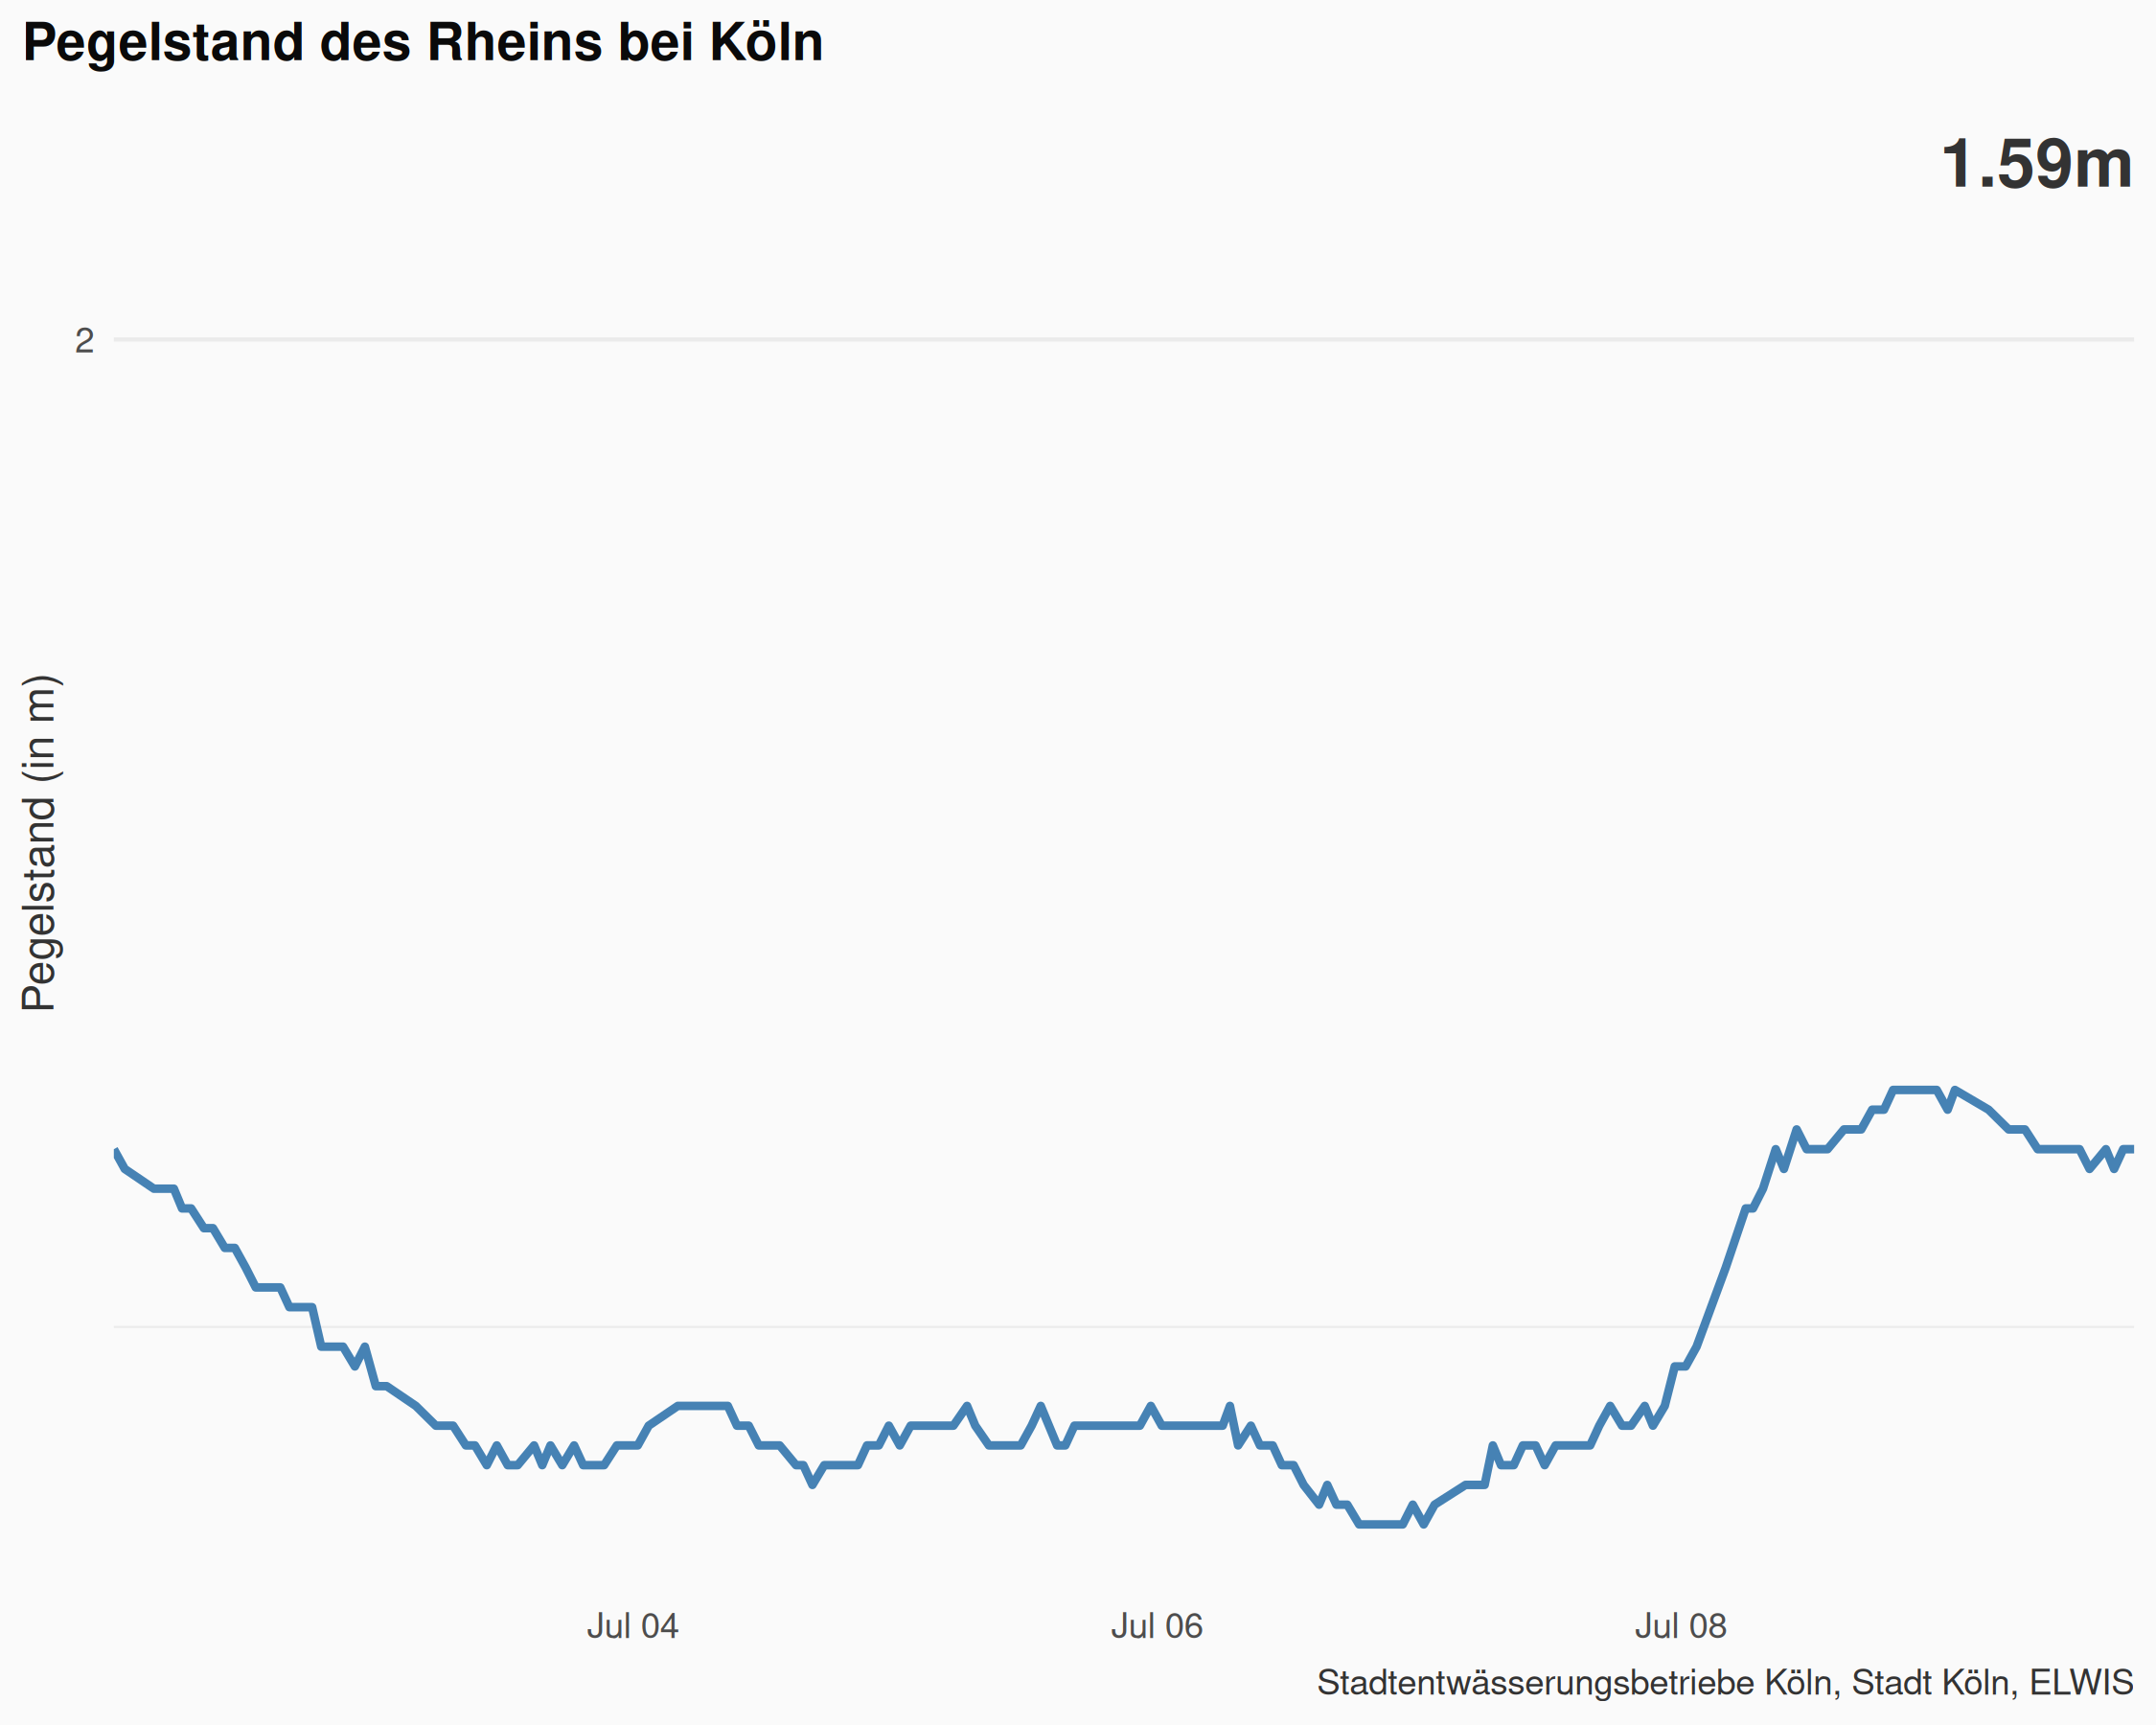 Pegelstand des Rheins bei Köln
1.59m
2
Pegelstand (in m)
Jul 04
Jul 06
Jul 08
Stadtentwässerungsbetriebe Köln, Stadt Köln, ELWIS